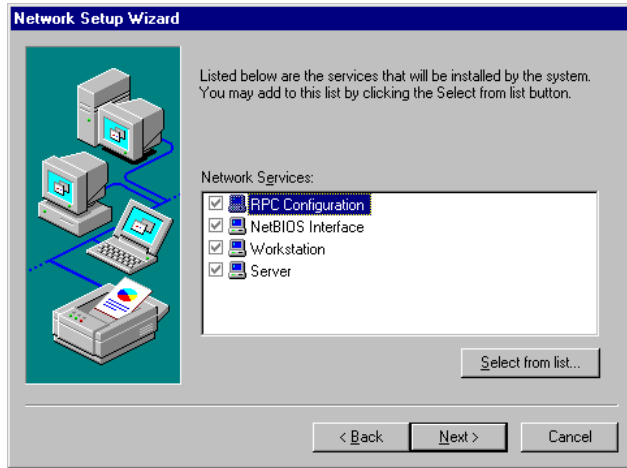 Network Setup Wizard
Listed below are the services that will be installed by the system.
You may add to this list by clicking the Select from list button.
Network Services:
RPC Configuration
NetBIOS Interface
Workstation
Server
Select from list...
< Back
Next >
Cancel